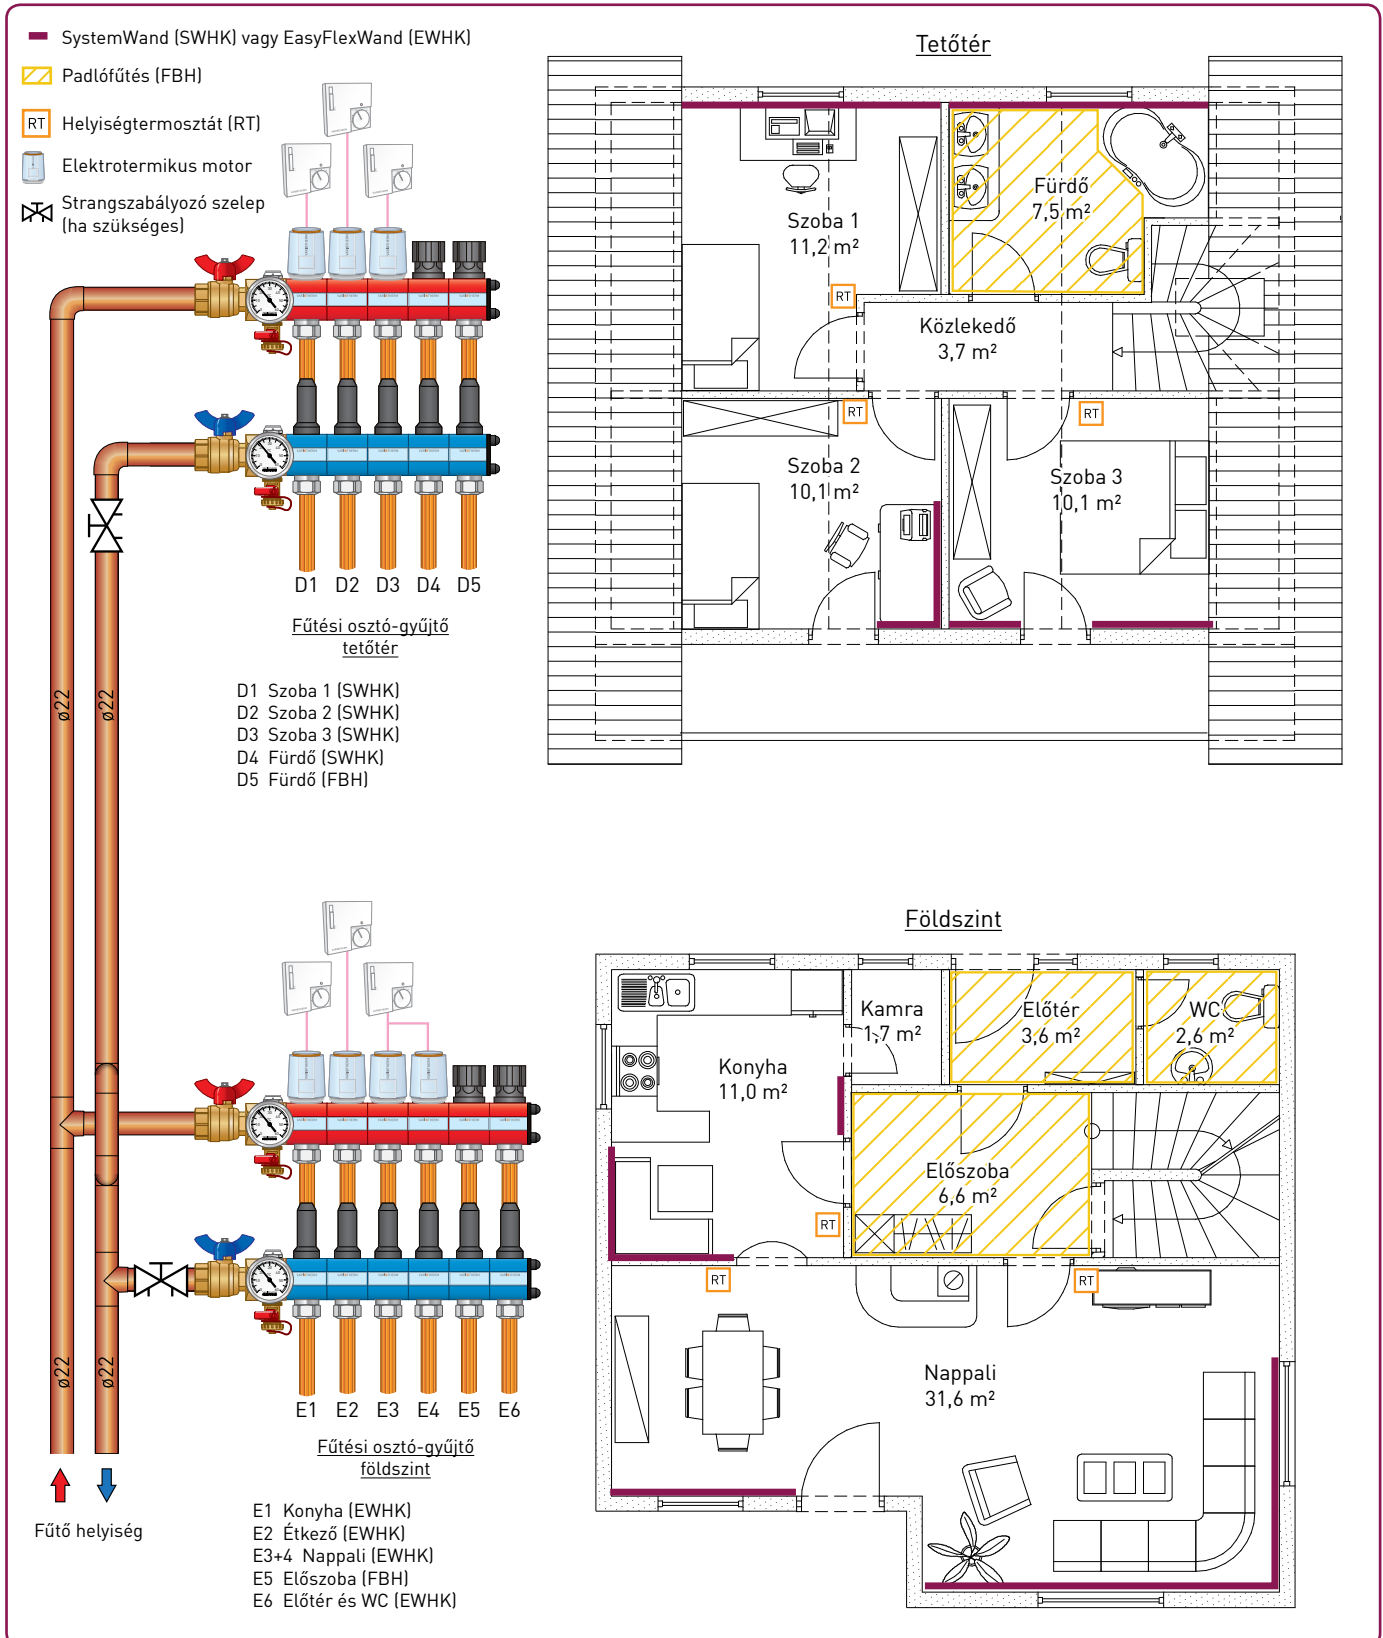 SystemWand (SWHK) vagy EasyFlexWand (EWHK)
Padlófűtés (FBH)
RT Helyiségtermosztát (RT)
Elektrotermikus motor
Strangszabályozó szelep
(ha szükséges)
D1 D2 D3 D4 D5
Fűtési osztó-gyűjtő
tetőtér
D1 Szoba 1 (SWHK)
D2 Szoba 2 (SWHK)
D3 Szoba 3 (SWHK)
D4 Fürdő (SWHK)
D5 Fürdő (FBH)
ø22
ø22
Tetőtér
Szoba 1
11,2 m²
Fürdő
7,5 m²
RT
Közlekedő
3,7 m²
RT
RT
Szoba 2
10,1 m²
Szoba 3
10,1 m²
ø22
ø22
E1 E2 E3 E4 E5 E6
Fűtési osztó-gyűjtő
földszint
Fűtő helyiség
E1 Konyha (EWHK)
E2 Étkező (EWHK)
E3+4 Nappali (EWHK)
E5 Előszoba (FBH)
E6 Előtér és WC (EWHK)
Földszint
Kamra
1,7 m²
Előtér
3,6 m²
WC
2,6 m²
Konyha
11,0 m²
Előszoba
6,6 m²
RT
RT
RT
Nappali
31,6 m²